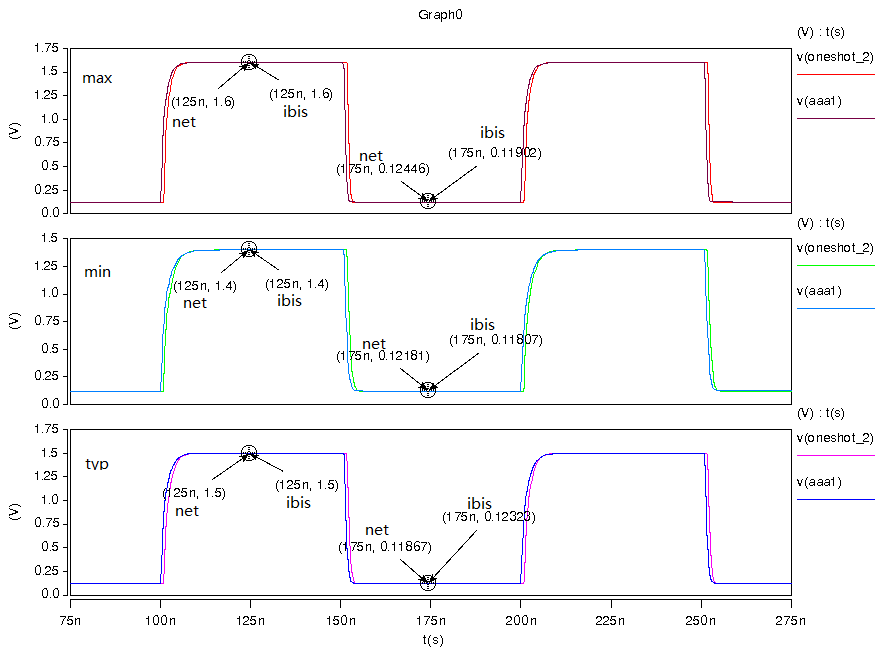 Graph0
(V) : t(s)
v(oneshot_2)
v(aaa1)
1.75
1.5
1.25
1.0
0.75
0.5
0.25
0.0
(V)
max
(125n, 1.6)
net
(125n, 1.6)
ibis
net
(175n, 0.12446)
ibis
(175n, 0.11902)
(V) : t(s)
v(oneshot_2)
v(aaa1)
1.5
1.25
1.0
0.75
0.5
0.25
0.0
(V)
min
(125n, 1.4)
net
(125n, 1.4)
ibis
net
(175n, 0.12181)
ibis
(175n, 0.11807)
(V) : t(s)
v(oneshot_2)
v(aaa1)
1.75
1.5
1.25
1.0
0.75
0.5
0.25
0.0
(V)
typ
(125n, 1.5)
net
(125n, 1.5)
ibis
net
(175n, 0.11867)
ibis
(175n, 0.12323)
75n 100n 125n 150n 175n 200n 225n 250n 275n
t(s)